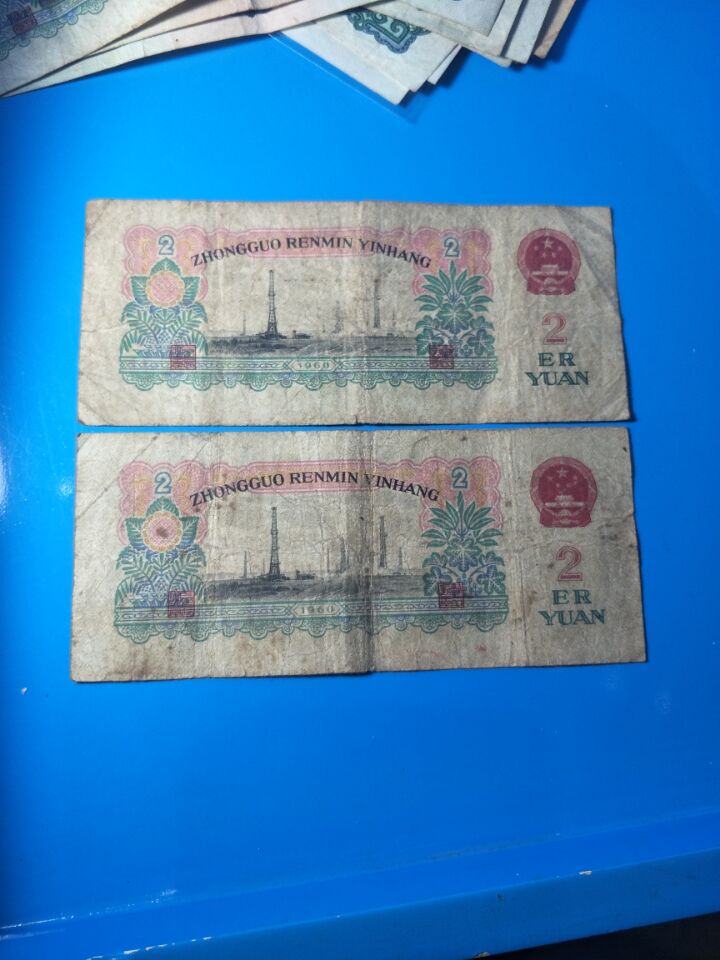 2 2
ZHONGGUO RENMIN YINHANG
1960
2
ER
YUAN
2 2
ZHONGGUO RENMIN YINHANG
1960
2
ER
YUAN